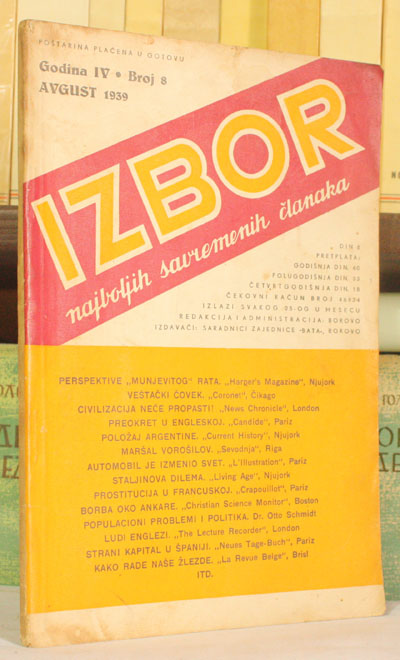 POŠTARINA PLAĆENA U GOTOVU
Godina IV • Broj 8
AVGUST 1939
IZBOR
najboljih savremenih članaka
DIN
PRETPLATA:
GODIŠNJA DIN.
POLUGODIŠNJA DIN.
ČETVRTGODIŠNJA DIN.
ČEKOVNI RAČUN BROJ
IZLAZI SVAKOG 05-OG U MESECU
REDAKCIJA I ADMINISTRACIJA: BOROVO
IZDAVAČI: SARADNICI ZAJEDNICE „BATA", BOROVO
PERSPEKTIVE „MUNJEVITOG" RATA. „Harper's Magazine", Njujork
VEŠTAČKI ČOVEK. „Coronet", Čikago
CIVILIZACIJA NEĆE PROPASTI! „News Chronicle", London
PREOKRET U ENGLESKOJ. „Candide", Pariz
POLOŽAJ ARGENTINE. „Current History", Njujork
MARŠAL VOROŠILOV. „Sevodnja", Riga
AUTOMOBIL JE IZMENIO SVET. „L'Illustration", Pariz
STALJINOVA DILEMA. „Living Age", Njujork
PROSTITUCIJA U FRANCUSKOJ. „Crapouillot", Pariz
BORBA OKO ANKARE. „Christian Science Monitor", Boston
POPULACIONI PROBLEMI I POLITIKA. Dr. Otto Schmidt
LUDI ENGLEZI. „The Lecture Recorder", London
STRANI KAPITAL U ŠPANIJI. „Neues Tage-Buch", Pariz
KAKO RADE NAŠE ŽLEZDE. „La Revue Belge", Brisl
ITD.